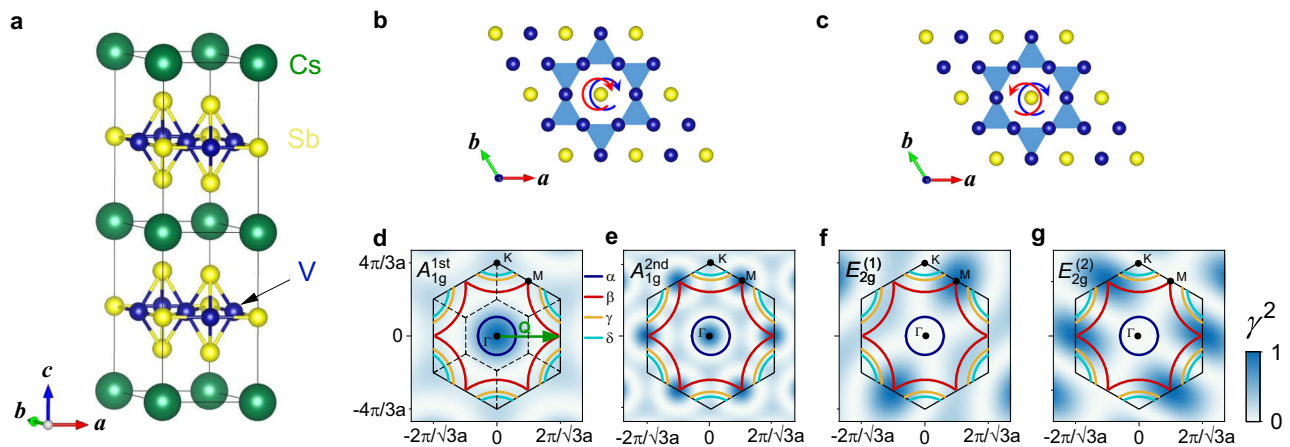 a
Cs
Sb
V
c
b
a
b
b
a
c
b
a
d
4π/3a
0
-4π/3a
A₁g¹ˢᵗ
K
M
Γ
Q
-2π/√3a
0
2π/√3a
α
β
γ
δ
e
A₁g²ⁿᵈ
K
M
Γ
-2π/√3a
0
2π/√3a
f
E₂g⁽¹⁾
K
M
Γ
-2π/√3a
0
2π/√3a
g
E₂g⁽²⁾
K
M
Γ
-2π/√3a
0
2π/√3a
γ²
1
0